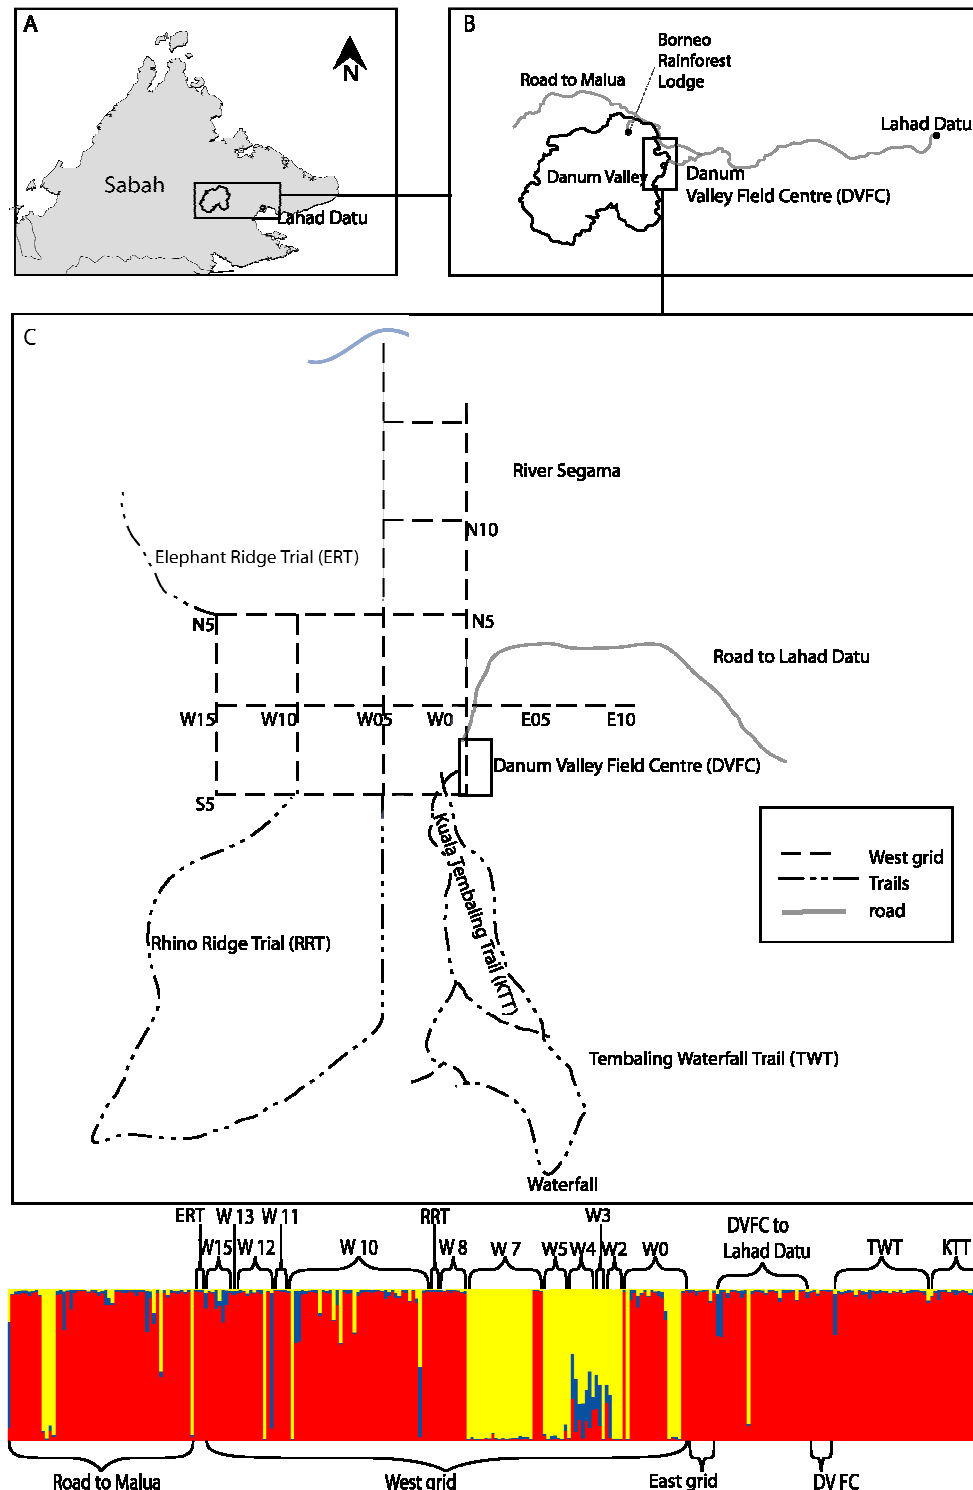 A
N
Sabah
Lahad Datu
B
Borneo
Rainforest
Lodge
Road to Malua
Lahad Datu
Danum Valley
Danum
Valley Field Centre (DVFC)
C
River Segama
N10
Elephant Ridge Trial (ERT)
N5
N5
Road to Lahad Datu
W15
W10
W05
W0
E05
E10
Danum Valley Field Centre (DVFC)
S5
Kuala Tembaling Trail (KTT)
West grid
Trails
road
Rhino Ridge Trial (RRT)
Tembaling Waterfall Trail (TWT)
Waterfall
ERT
W 13
W 11
RRT
W3
DVFC to
Lahad Datu
W15
W 12
W 10
W 8
W 7
W5
W4
W2
W0
TWT
KTT
Road to Malua
West grid
East grid
DV FC